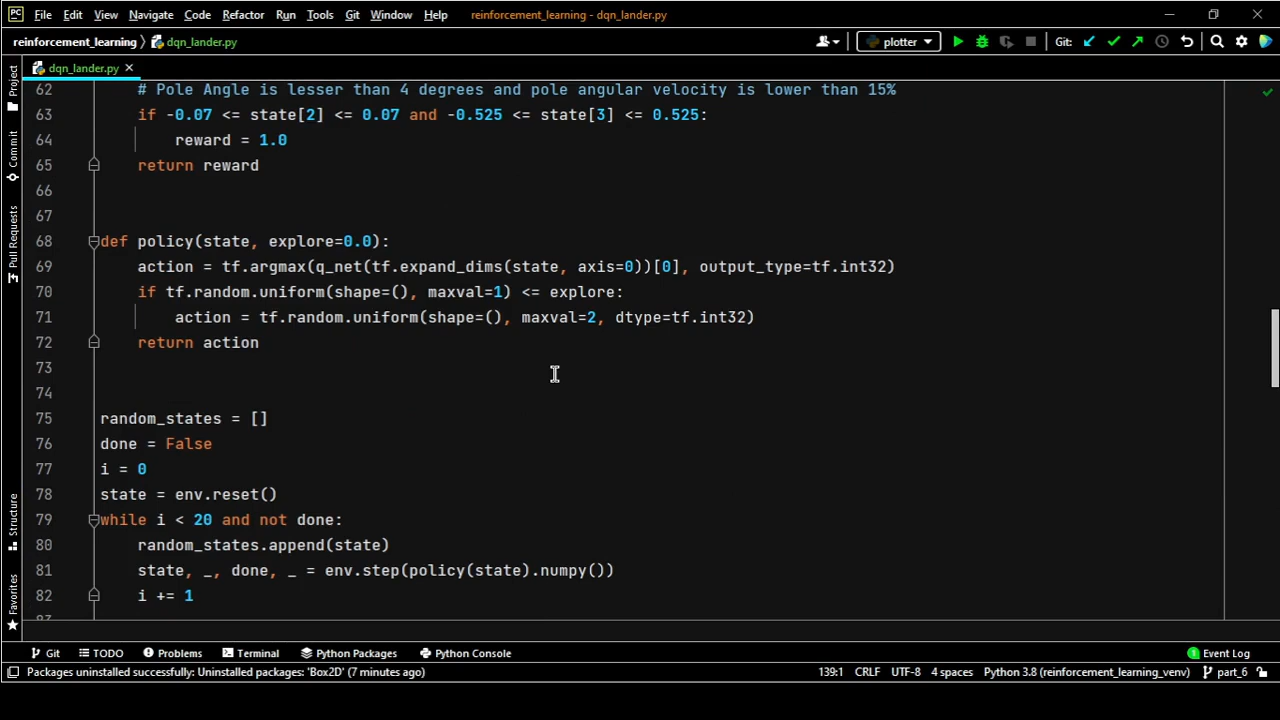 PC File Edit View Navigate Code Refactor Run Tools Git Window Help reinforcement_learning - dqn_lander.py
reinforcement_learning dqn_lander.py plotter Git:
dqn_lander.py
62 # Pole Angle is lesser than 4 degrees and pole angular velocity is lower than 15%
63 if -0.07 <= state[2] <= 0.07 and -0.525 <= state[3] <= 0.525:
64 reward = 1.0
65 return reward
66
67
68 def policy(state, explore=0.0):
69 action = tf.argmax(q_net(tf.expand_dims(state, axis=0))[0], output_type=tf.int32)
70 if tf.random.uniform(shape=(), maxval=1) <= explore:
71 action = tf.random.uniform(shape=(), maxval=2, dtype=tf.int32)
72 return action
73
74
75 random_states = []
76 done = False
77 i = 0
78 state = env.reset()
79 while i < 20 and not done:
80 random_states.append(state)
81 state, _, done, _ = env.step(policy(state).numpy())
82 i += 1
Project
Commit
Pull Requests
Structure
Favorites
Git TODO Problems Terminal Python Packages Python Console 1 Event Log
Packages uninstalled successfully: Uninstalled packages: 'Box2D' (7 minutes ago) 139:1 CRLF UTF-8 4 spaces Python 3.8 (reinforcement_learning_venv) part_6